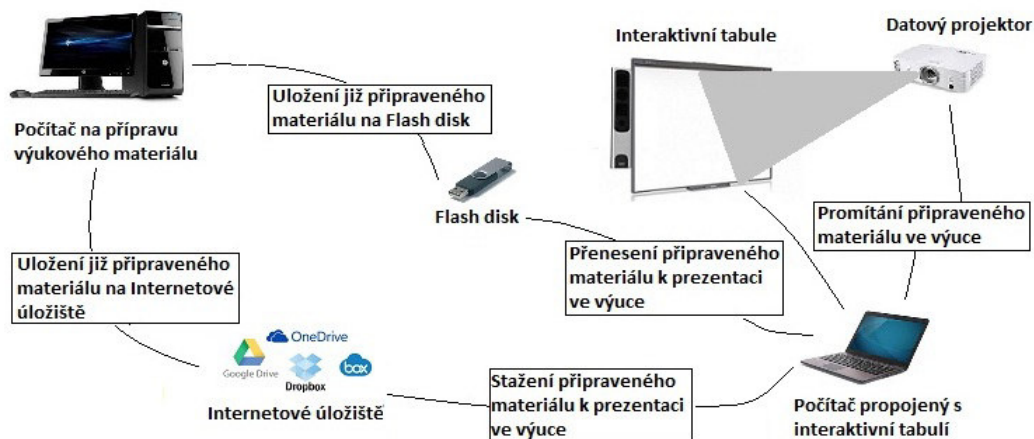 Počítač na přípravu
výukového materiálu
Uložení již připraveného
materiálu na Flash disk
Flash disk
Interaktivní tabule
Datový projektor
Promítání připraveného
materiálu ve výuce
Přenesení připraveného
materiálu k prezentaci
ve výuce
Uložení již připraveného
materiálu na Internetové
úložiště
OneDrive
Google Drive
Dropbox
box
Internetové úložiště
Stažení připraveného
materiálu k prezentaci
ve výuce
Počítač propojený s
interaktivní tabulí